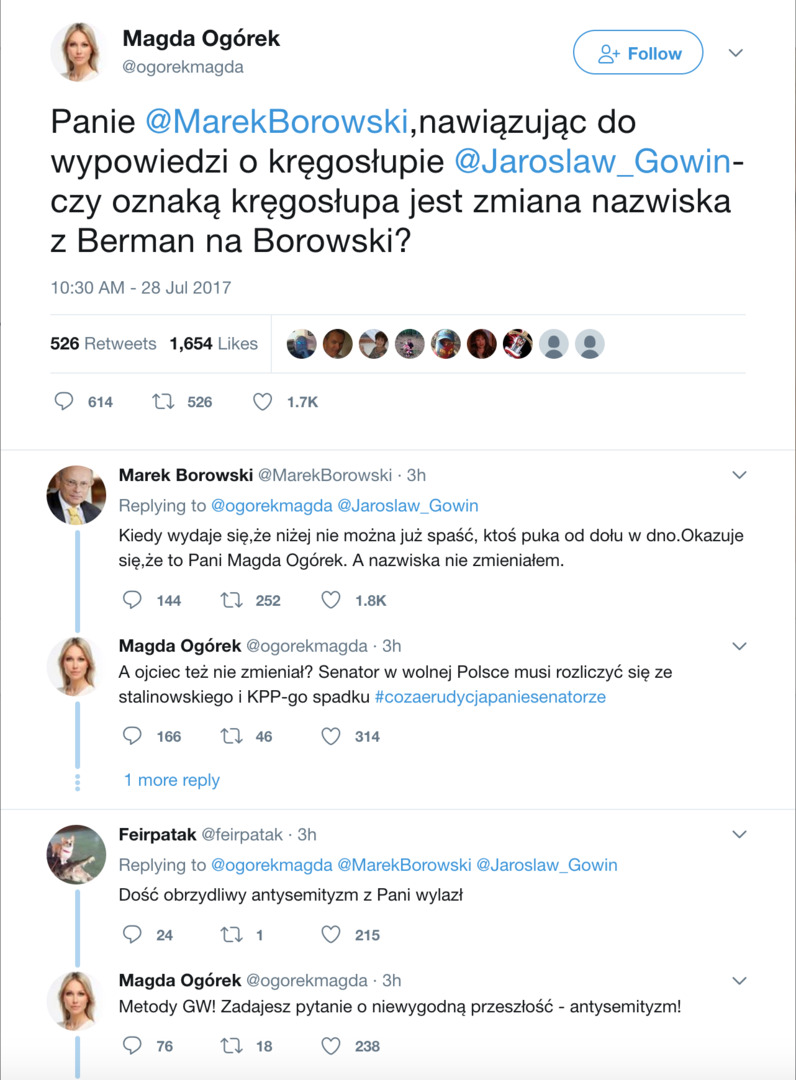 Magda Ogórek
@ogorekmagda
Follow
Panie @MarekBorowski,nawiązując do
wypowiedzi o kręgosłupie @Jaroslaw_Gowin-
czy oznaką kręgosłupa jest zmiana nazwiska
z Berman na Borowski?
10:30 AM - 28 Jul 2017
526 Retweets 1,654 Likes
614 526 1.7K
Marek Borowski @MarekBorowski · 3h
Replying to @ogorekmagda @Jaroslaw_Gowin
Kiedy wydaje się,że niżej nie można już spaść, ktoś puka od dołu w dno.Okazuje
się,że to Pani Magda Ogórek. A nazwiska nie zmieniałem.
144 252 1.8K
Magda Ogórek @ogorekmagda · 3h
A ojciec też nie zmieniał? Senator w wolnej Polsce musi rozliczyć się ze
stalinowskiego i KPP-go spadku #cozaerudycjapaniesenatorze
166 46 314
1 more reply
Feirpatak @feirpatak · 3h
Replying to @ogorekmagda @MarekBorowski @Jaroslaw_Gowin
Dość obrzydliwy antysemityzm z Pani wylazł
24 1 215
Magda Ogórek @ogorekmagda · 3h
Metody GW! Zadajesz pytanie o niewygodną przeszłość - antysemityzm!
76 18 238